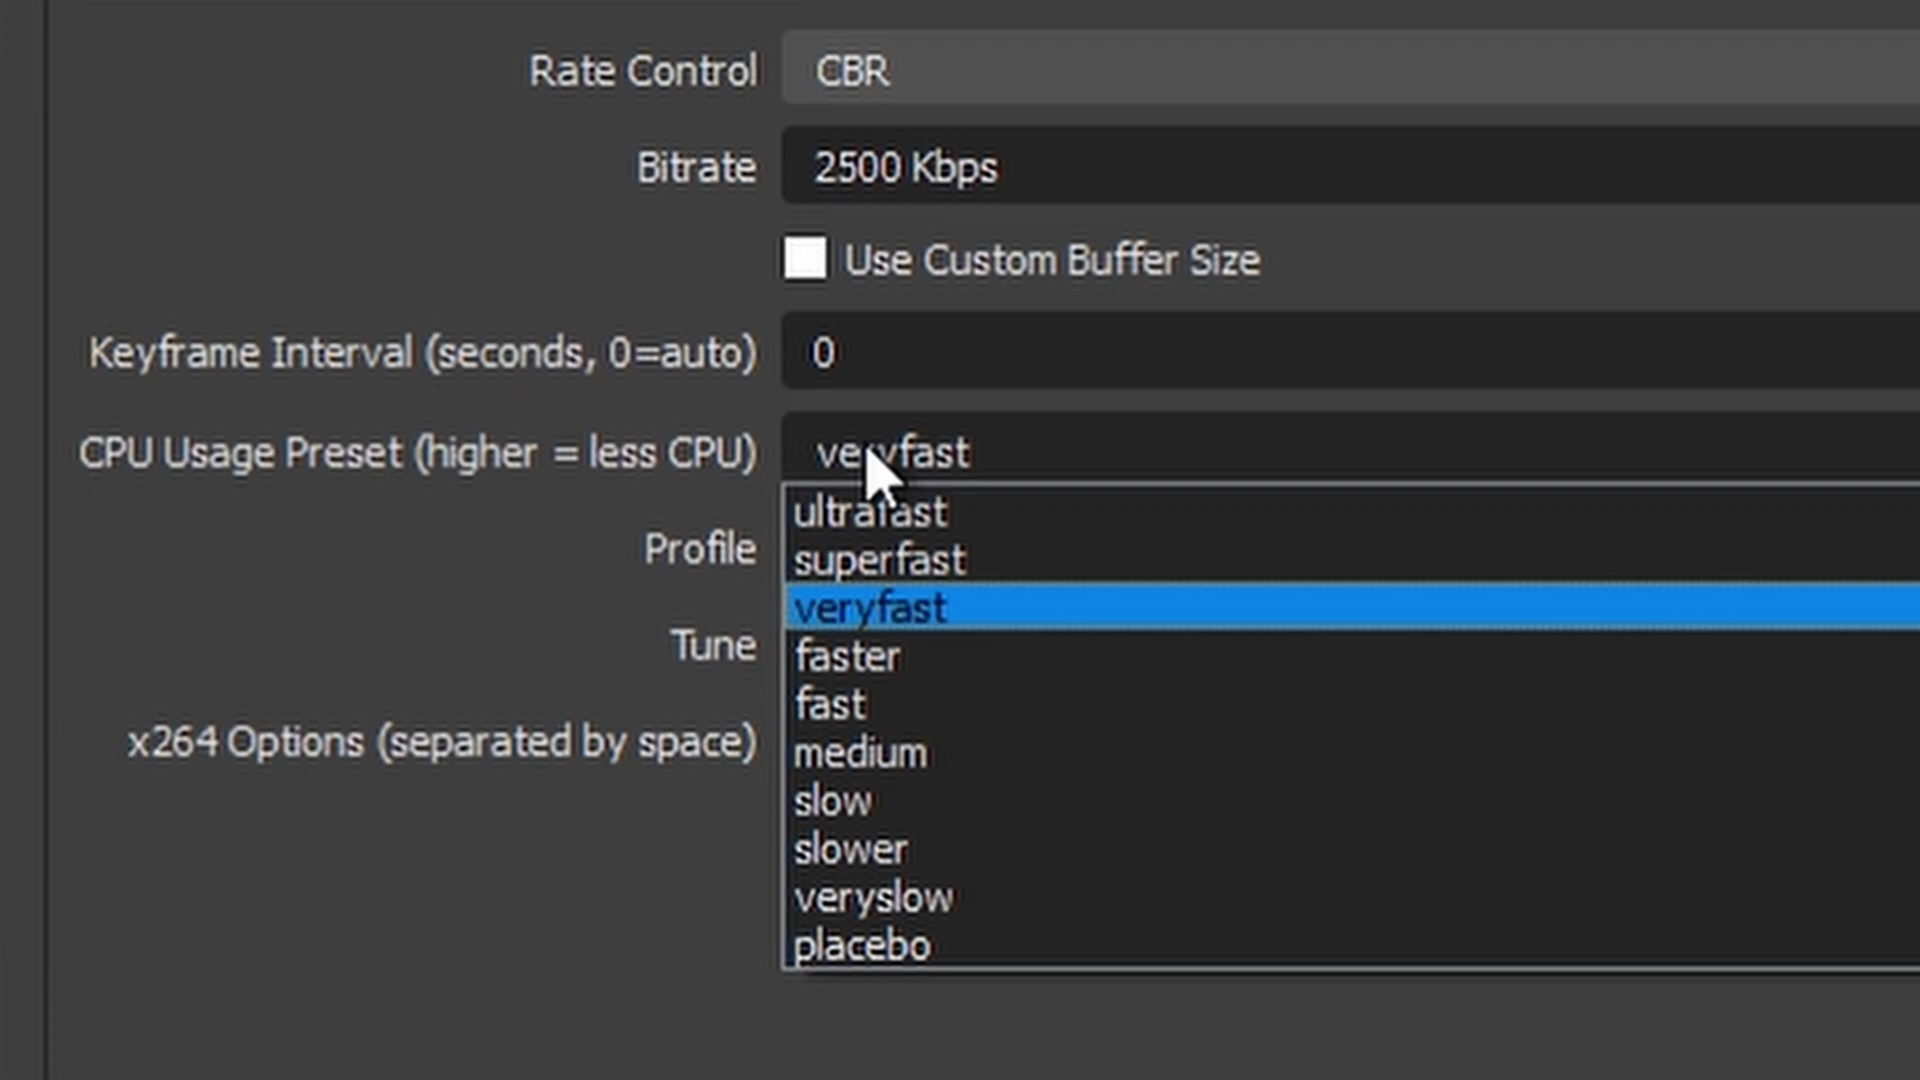 Rate Control CBR
Bitrate 2500 Kbps
Use Custom Buffer Size
Keyframe Interval (seconds, 0=auto) 0
CPU Usage Preset (higher = less CPU) veryfast
ultrafast
superfast
Profile
veryfast
Tune
faster
fast
x264 Options (separated by space)
medium
slow
slower
veryslow
placebo